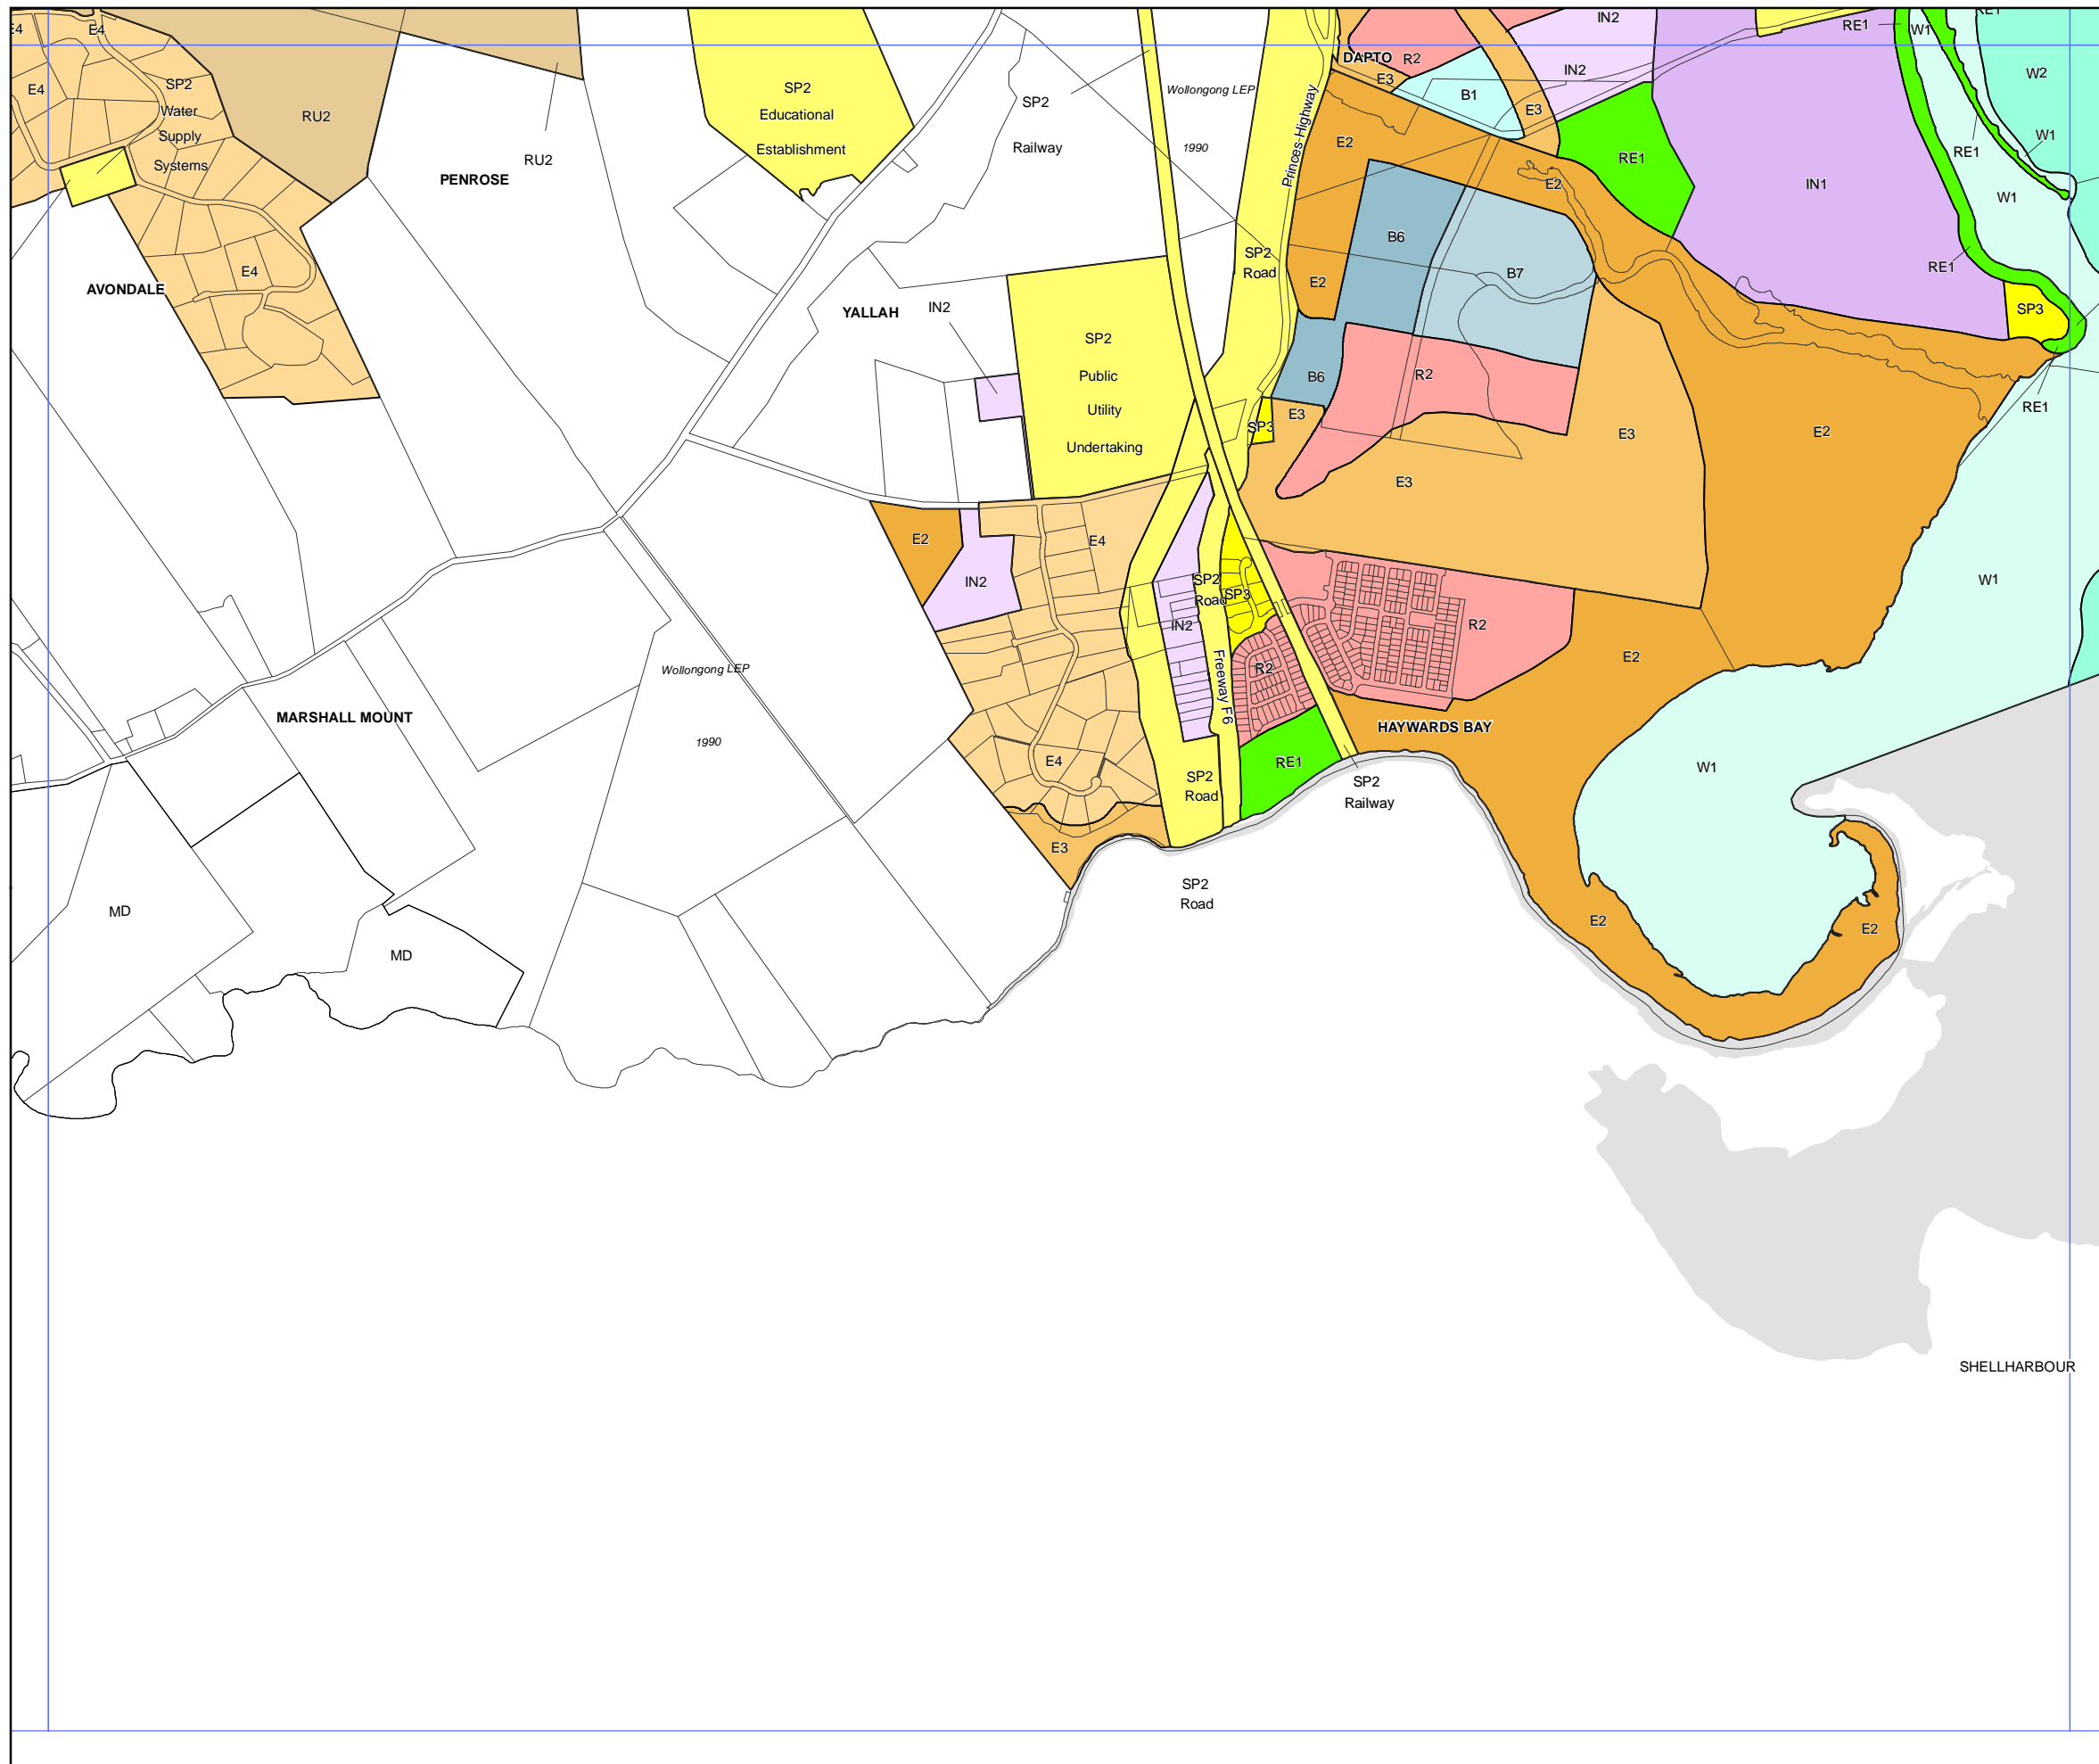 E4
E4
IN2
RE1
RE1
W1
DAPTO
R2
E3
IN2
W2
E4
SP2
Water
Supply
Systems
RU2
RU2
PENROSE
SP2
Educational
Establishment
SP2
Railway
Wollongong LEP
1990
Princes Highway
B1
E3
E2
RE1
E2
IN1
RE1
W1
W1
AVONDALE
E4
YALLAH
IN2
SP2
Road
B6
B7
E2
RE1
SP3
SP2
Public
Utility
Undertaking
B6
R2
SP3
E3
E3
E2
RE1
E3
E2
IN2
E4
SP2
Road
SP3
IN2
R2
R2
E2
W1
Freeway F6
Wollongong LEP
1990
MARSHALL MOUNT
HAYWARDS BAY
E4
SP2
Road
RE1
SP2
Railway
W1
E3
SP2
Road
MD
MD
E2
E2
SHELLHARBOUR